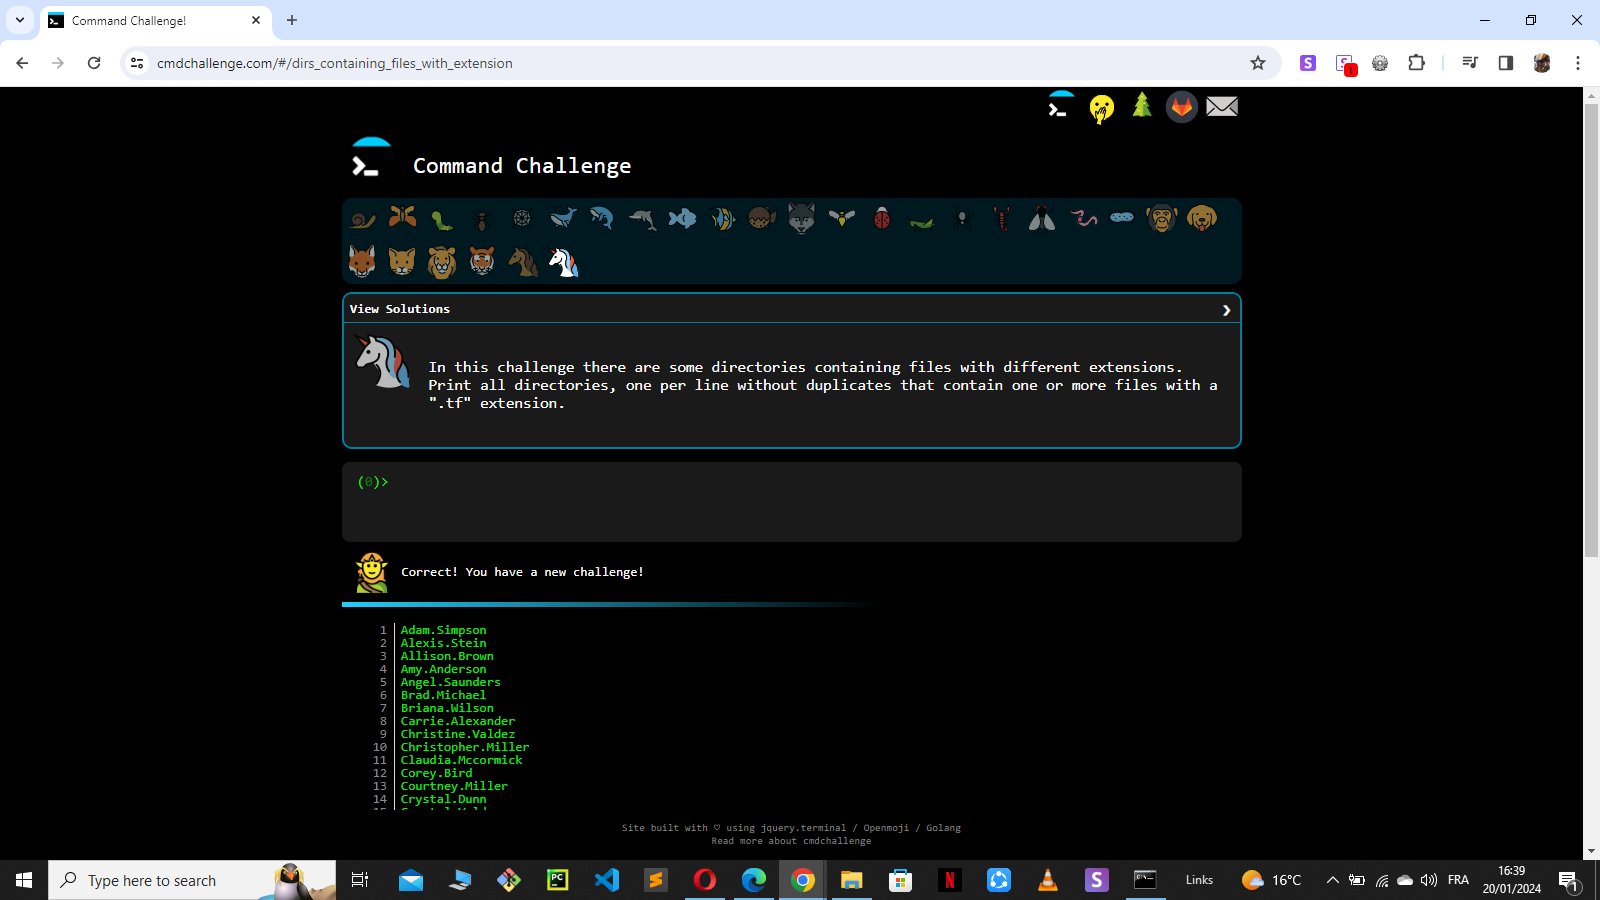 Command Challenge!
cmdchallenge.com/#/dirs_containing_files_with_extension
S
1
Command Challenge
View Solutions
In this challenge there are some directories containing files with different extensions.
Print all directories, one per line without duplicates that contain one or more files with a
".tf" extension.
(0)>
Correct! You have a new challenge!
1 Adam.Simpson
2 Alexis.Stein
3 Allison.Brown
4 Amy.Anderson
5 Angel.Saunders
6 Brad.Michael
7 Briana.Wilson
8 Carrie.Alexander
9 Christine.Valdez
10 Christopher.Miller
11 Claudia.Mccormick
12 Corey.Bird
13 Courtney.Miller
14 Crystal.Dunn
Site built with ♡ using jquery.terminal / Openmoji / Golang
Read more about cmdchallenge
Type here to search
PC
N
S
Links
16°C
FRA
16:39
20/01/2024
1